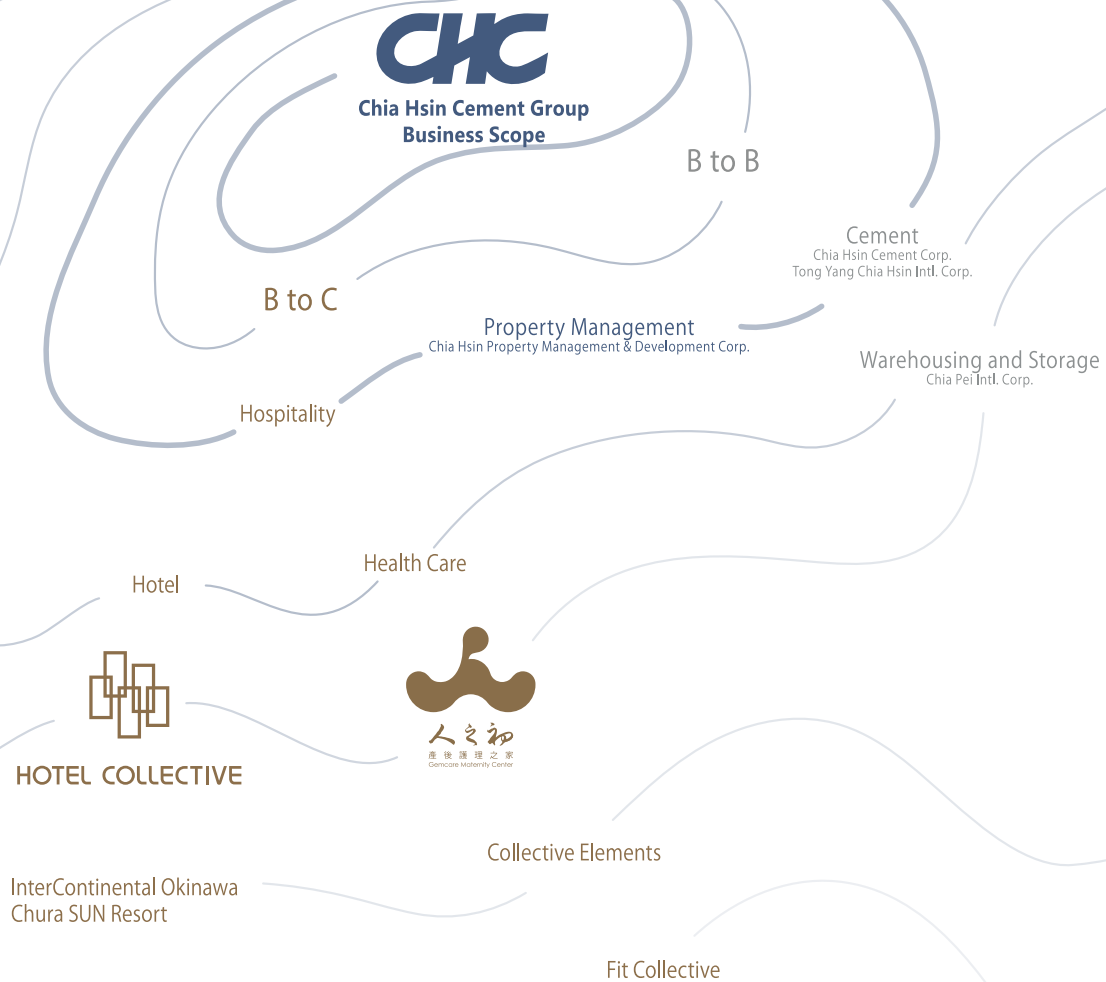 CHC
Chia Hsin Cement Group
Business Scope
B to B
Cement
Chia Hsin Cement Corp.
Tong Yang Chia Hsin Intl. Corp.
B to C
Property Management
Chia Hsin Property Management & Development Corp.
Warehousing and Storage
Chia Pei Intl. Corp.
Hospitality
Health Care
Hotel
人之初
產後護理之家
Gemcare Maternity Center
HOTEL COLLECTIVE
Collective Elements
InterContinental Okinawa
Chura SUN Resort
Fit Collective